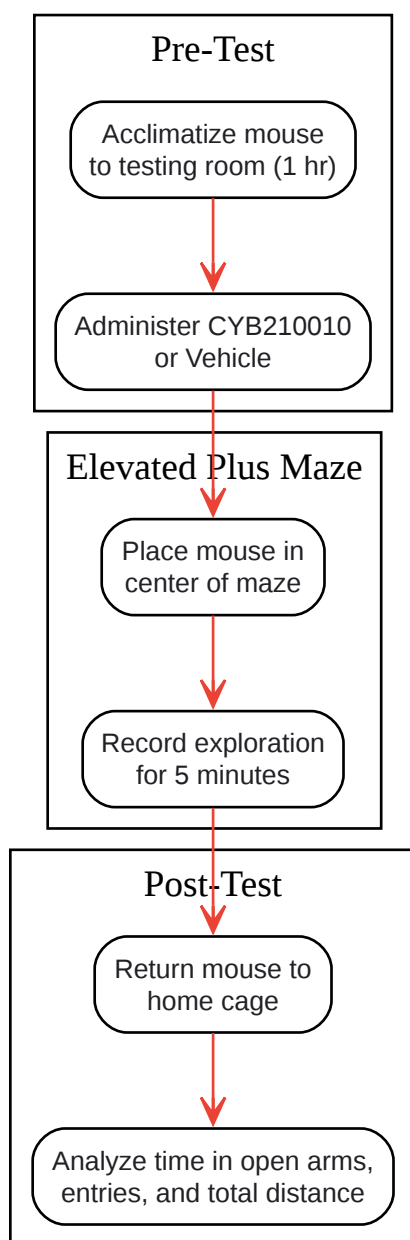 Pre-Test
Acclimatize mouse
to testing room (1 hr)
Administer CYB210010
or Vehicle
Elevated Plus Maze
Place mouse in
center of maze
Record exploration
for 5 minutes
Post-Test
Return mouse to
home cage
Analyze time in open arms,
entries, and total distance